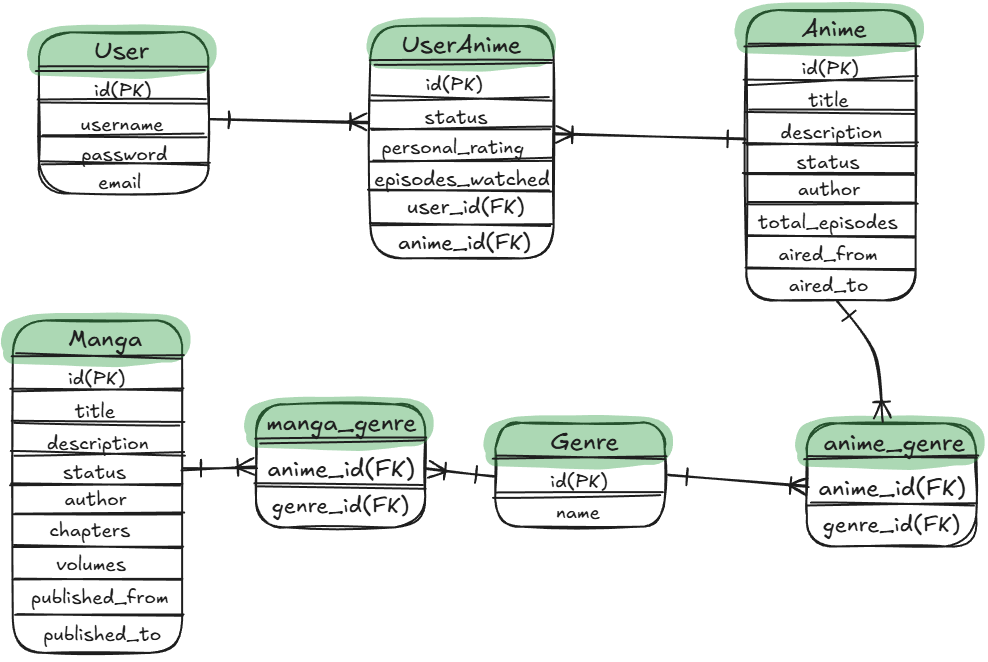 User
id(PK)
username
password
email
UserAnime
id(PK)
status
personal_rating
episodes_watched
user_id(FK)
anime_id(FK)
Anime
id(PK)
title
description
status
author
total_episodes
aired_from
aired_to
Manga
id(PK)
title
description
status
author
chapters
volumes
published_from
published_to
manga_genre
anime_id(FK)
genre_id(FK)
Genre
id(PK)
name
anime_genre
anime_id(FK)
genre_id(FK)